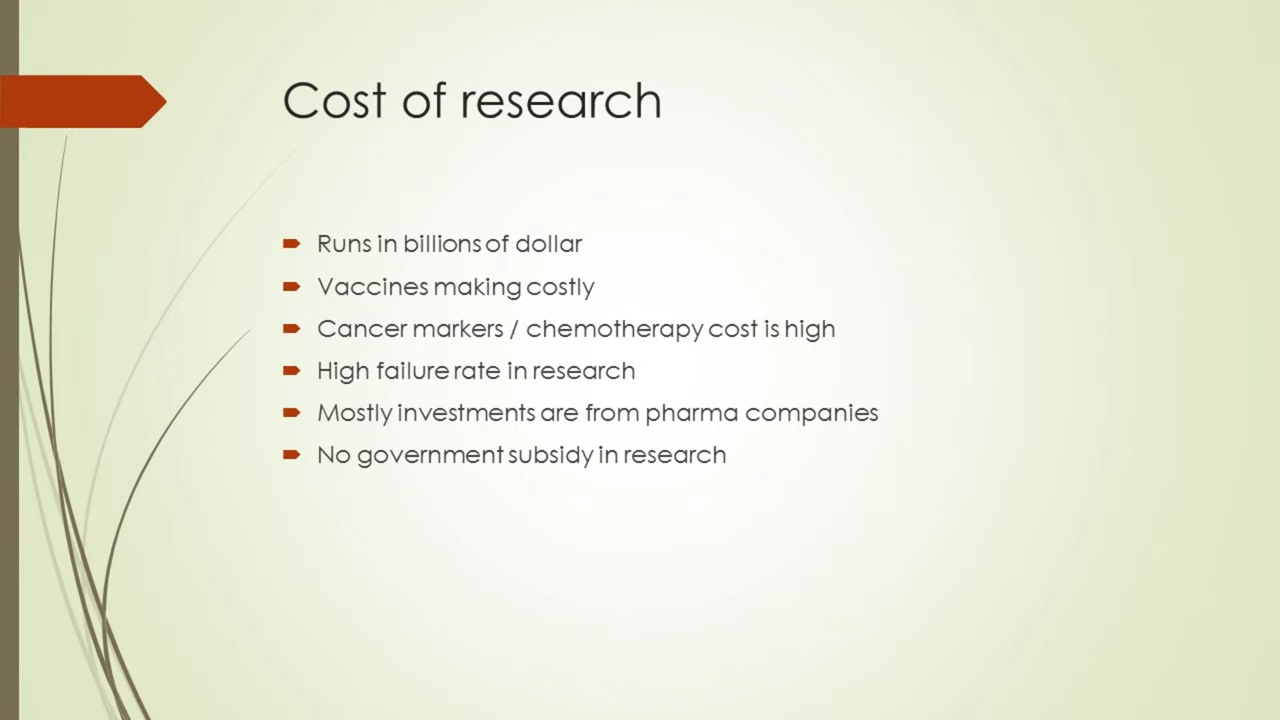 Cost of research
Runs in billions of dollar
Vaccines making costly
Cancer markers / chemotherapy cost is high
High failure rate in research
Mostly investments are from pharma companies
No government subsidy in research